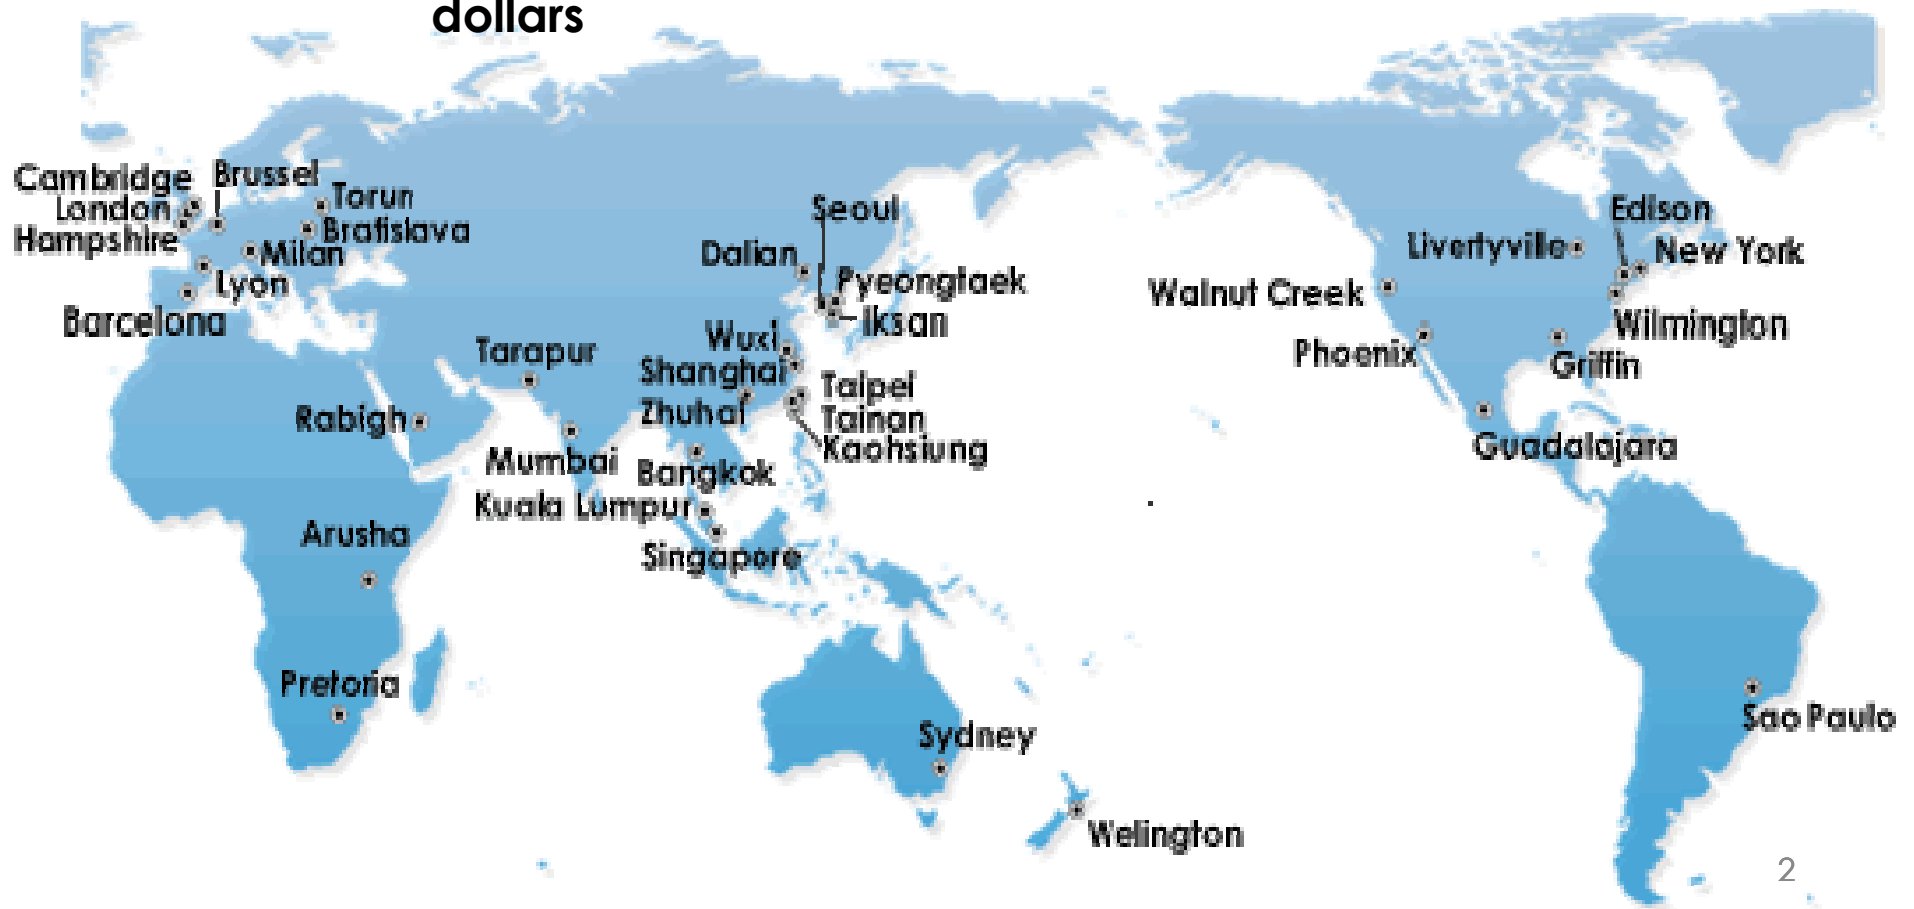 dollars
Cambridge
Brussel
London
Torun
Hampshire
Bratislava
Milan
Lyon
Barcelona
Seoul
Dalian
Pyeongtaek
Iksan
Wuxi
Tarapur
Shanghai
Taipei
Zhuhai
Tainan
Rabigh
Kaohsiung
Mumbai
Bangkok
Kuala Lumpur
Arusha
Singapore
Pretoria
Sydney
Welington
Edison
Livertyville
New York
Walnut Creek
Wilmington
Phoenix
Griffin
Guadalajara
Sao Paulo
2